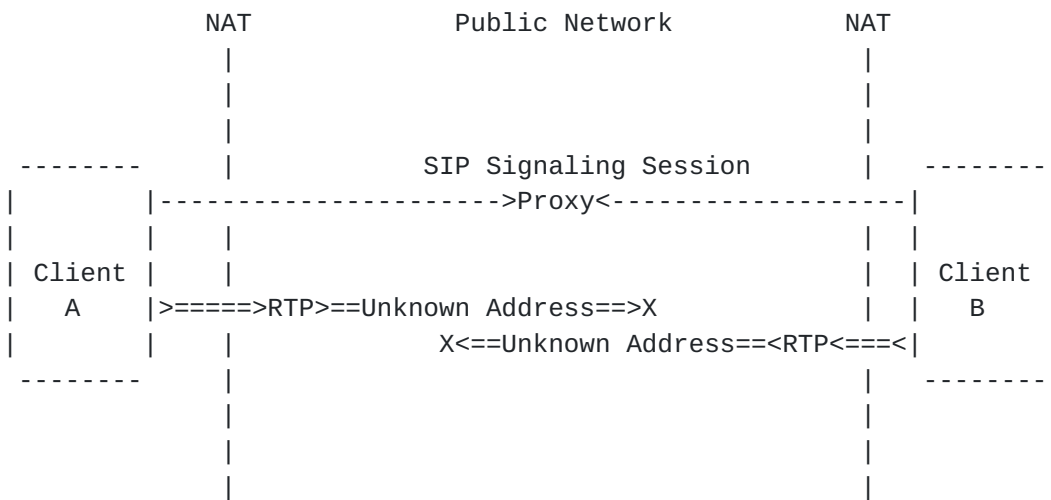 NAT             Public Network          NAT
             |                                       |
             |                                       |
             |                                       |
 --------    |            SIP Signaling Session      |   --------
|        |---------------------->Proxy<-------------------|
|        |   |                                       |  |
| Client |   |                                       |  | Client
|   A    |>=====>RTP>==Unknown Address==>X           |  |   B
|        |   |             X<==Unknown Address==<RTP<===<|
 --------    |                                       |   --------
             |                                       |
             |                                       |
             |                                       |